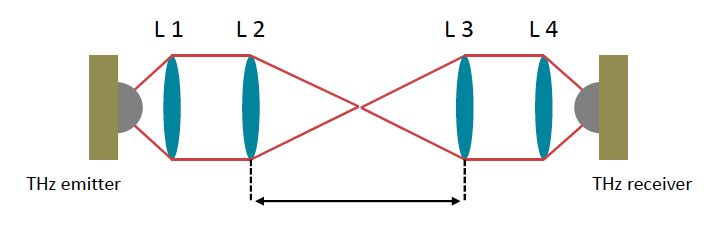 L 1 L 2 L 3 L 4
THz emitter THz receiver